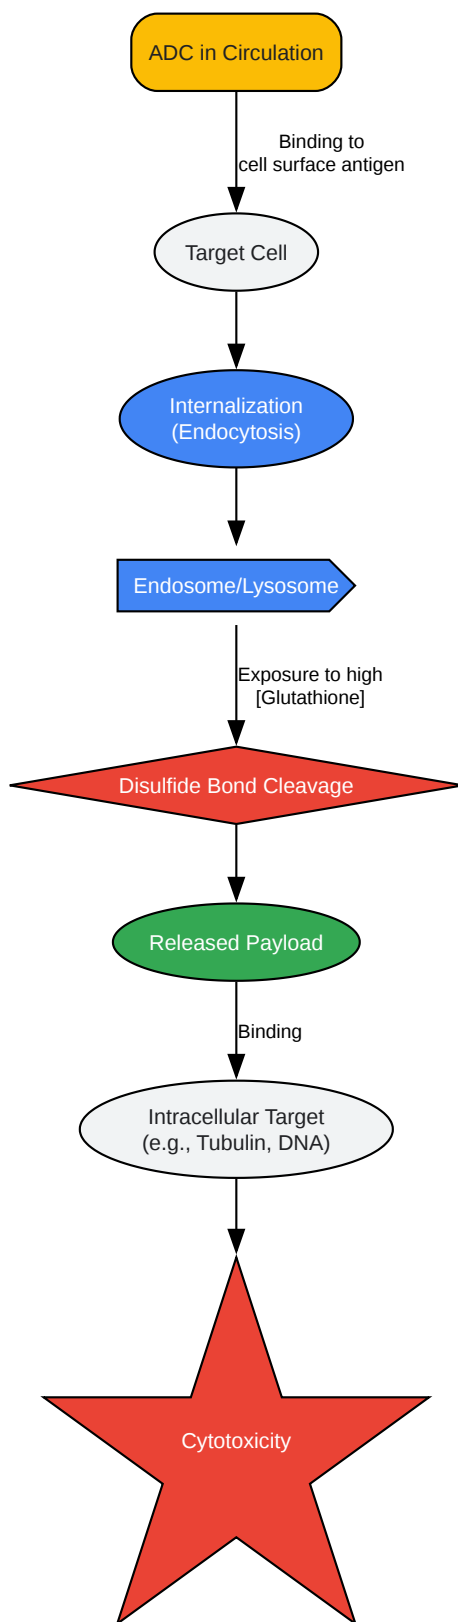 ADC in Circulation
Binding to
cell surface antigen
Target Cell
Internalization
(Endocytosis)
Endosome/Lysosome
Exposure to high
[Glutathione]
Disulfide Bond Cleavage
Released Payload
Binding
Intracellular Target
(e.g., Tubulin, DNA)
Cytotoxicity